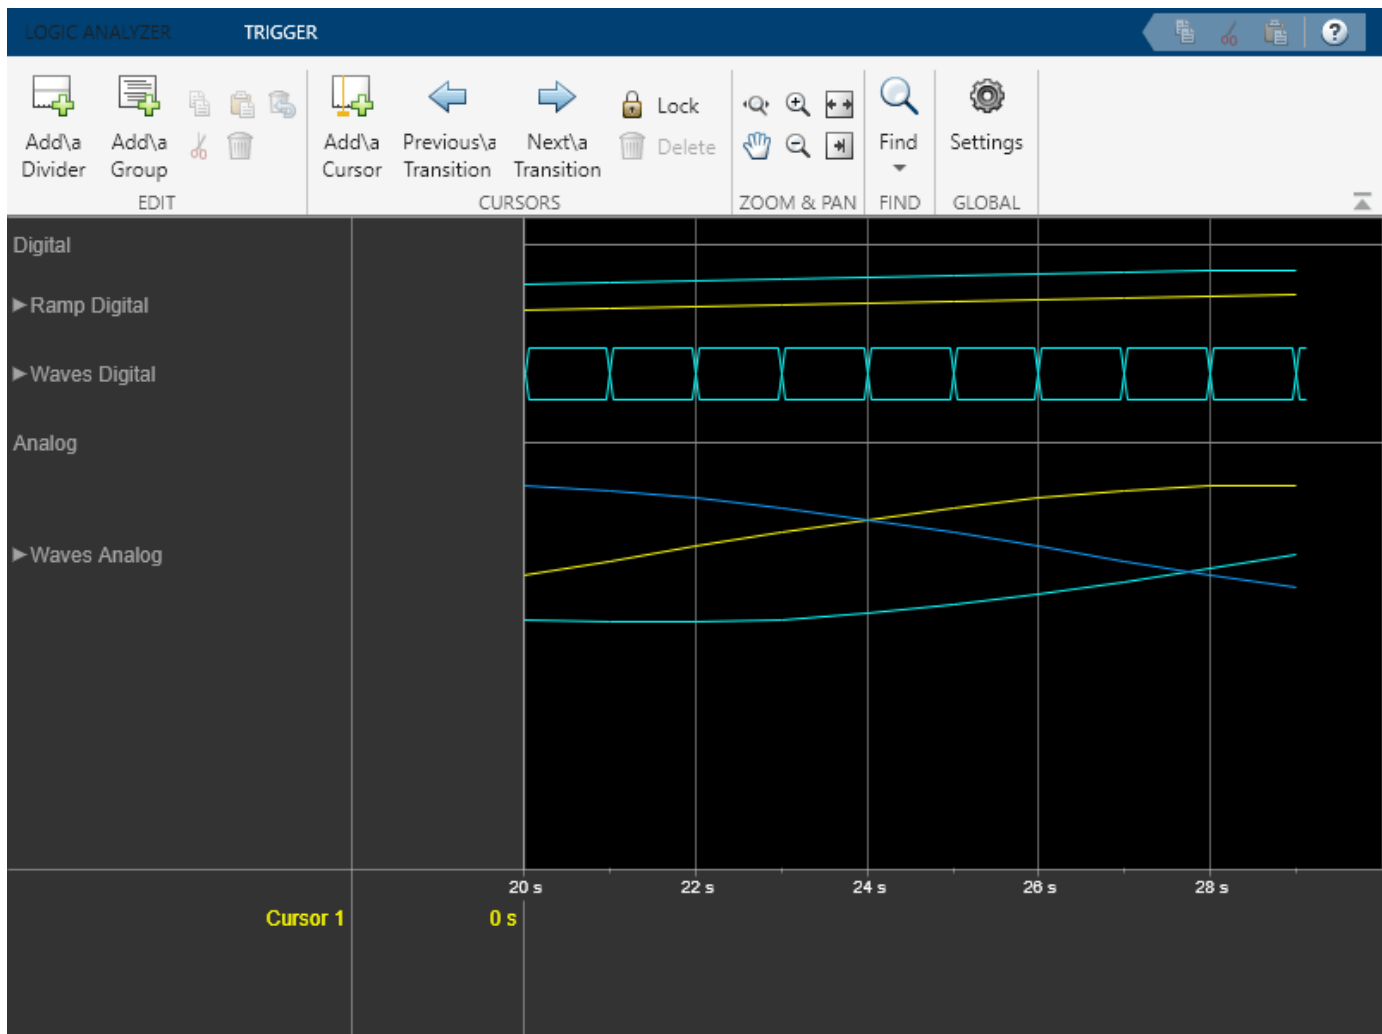 LOGIC ANALYZER TRIGGER
Add\a Divider
Add\a Group
EDIT
Add\a Cursor
Previous\a Transition
Next\a Transition
Lock
Delete
CURSORS
ZOOM & PAN
Find
FIND
Settings
GLOBAL
Digital
Ramp Digital
Waves Digital
Analog
Waves Analog
20 s 22 s 24 s 26 s 28 s
Cursor 1 0 s